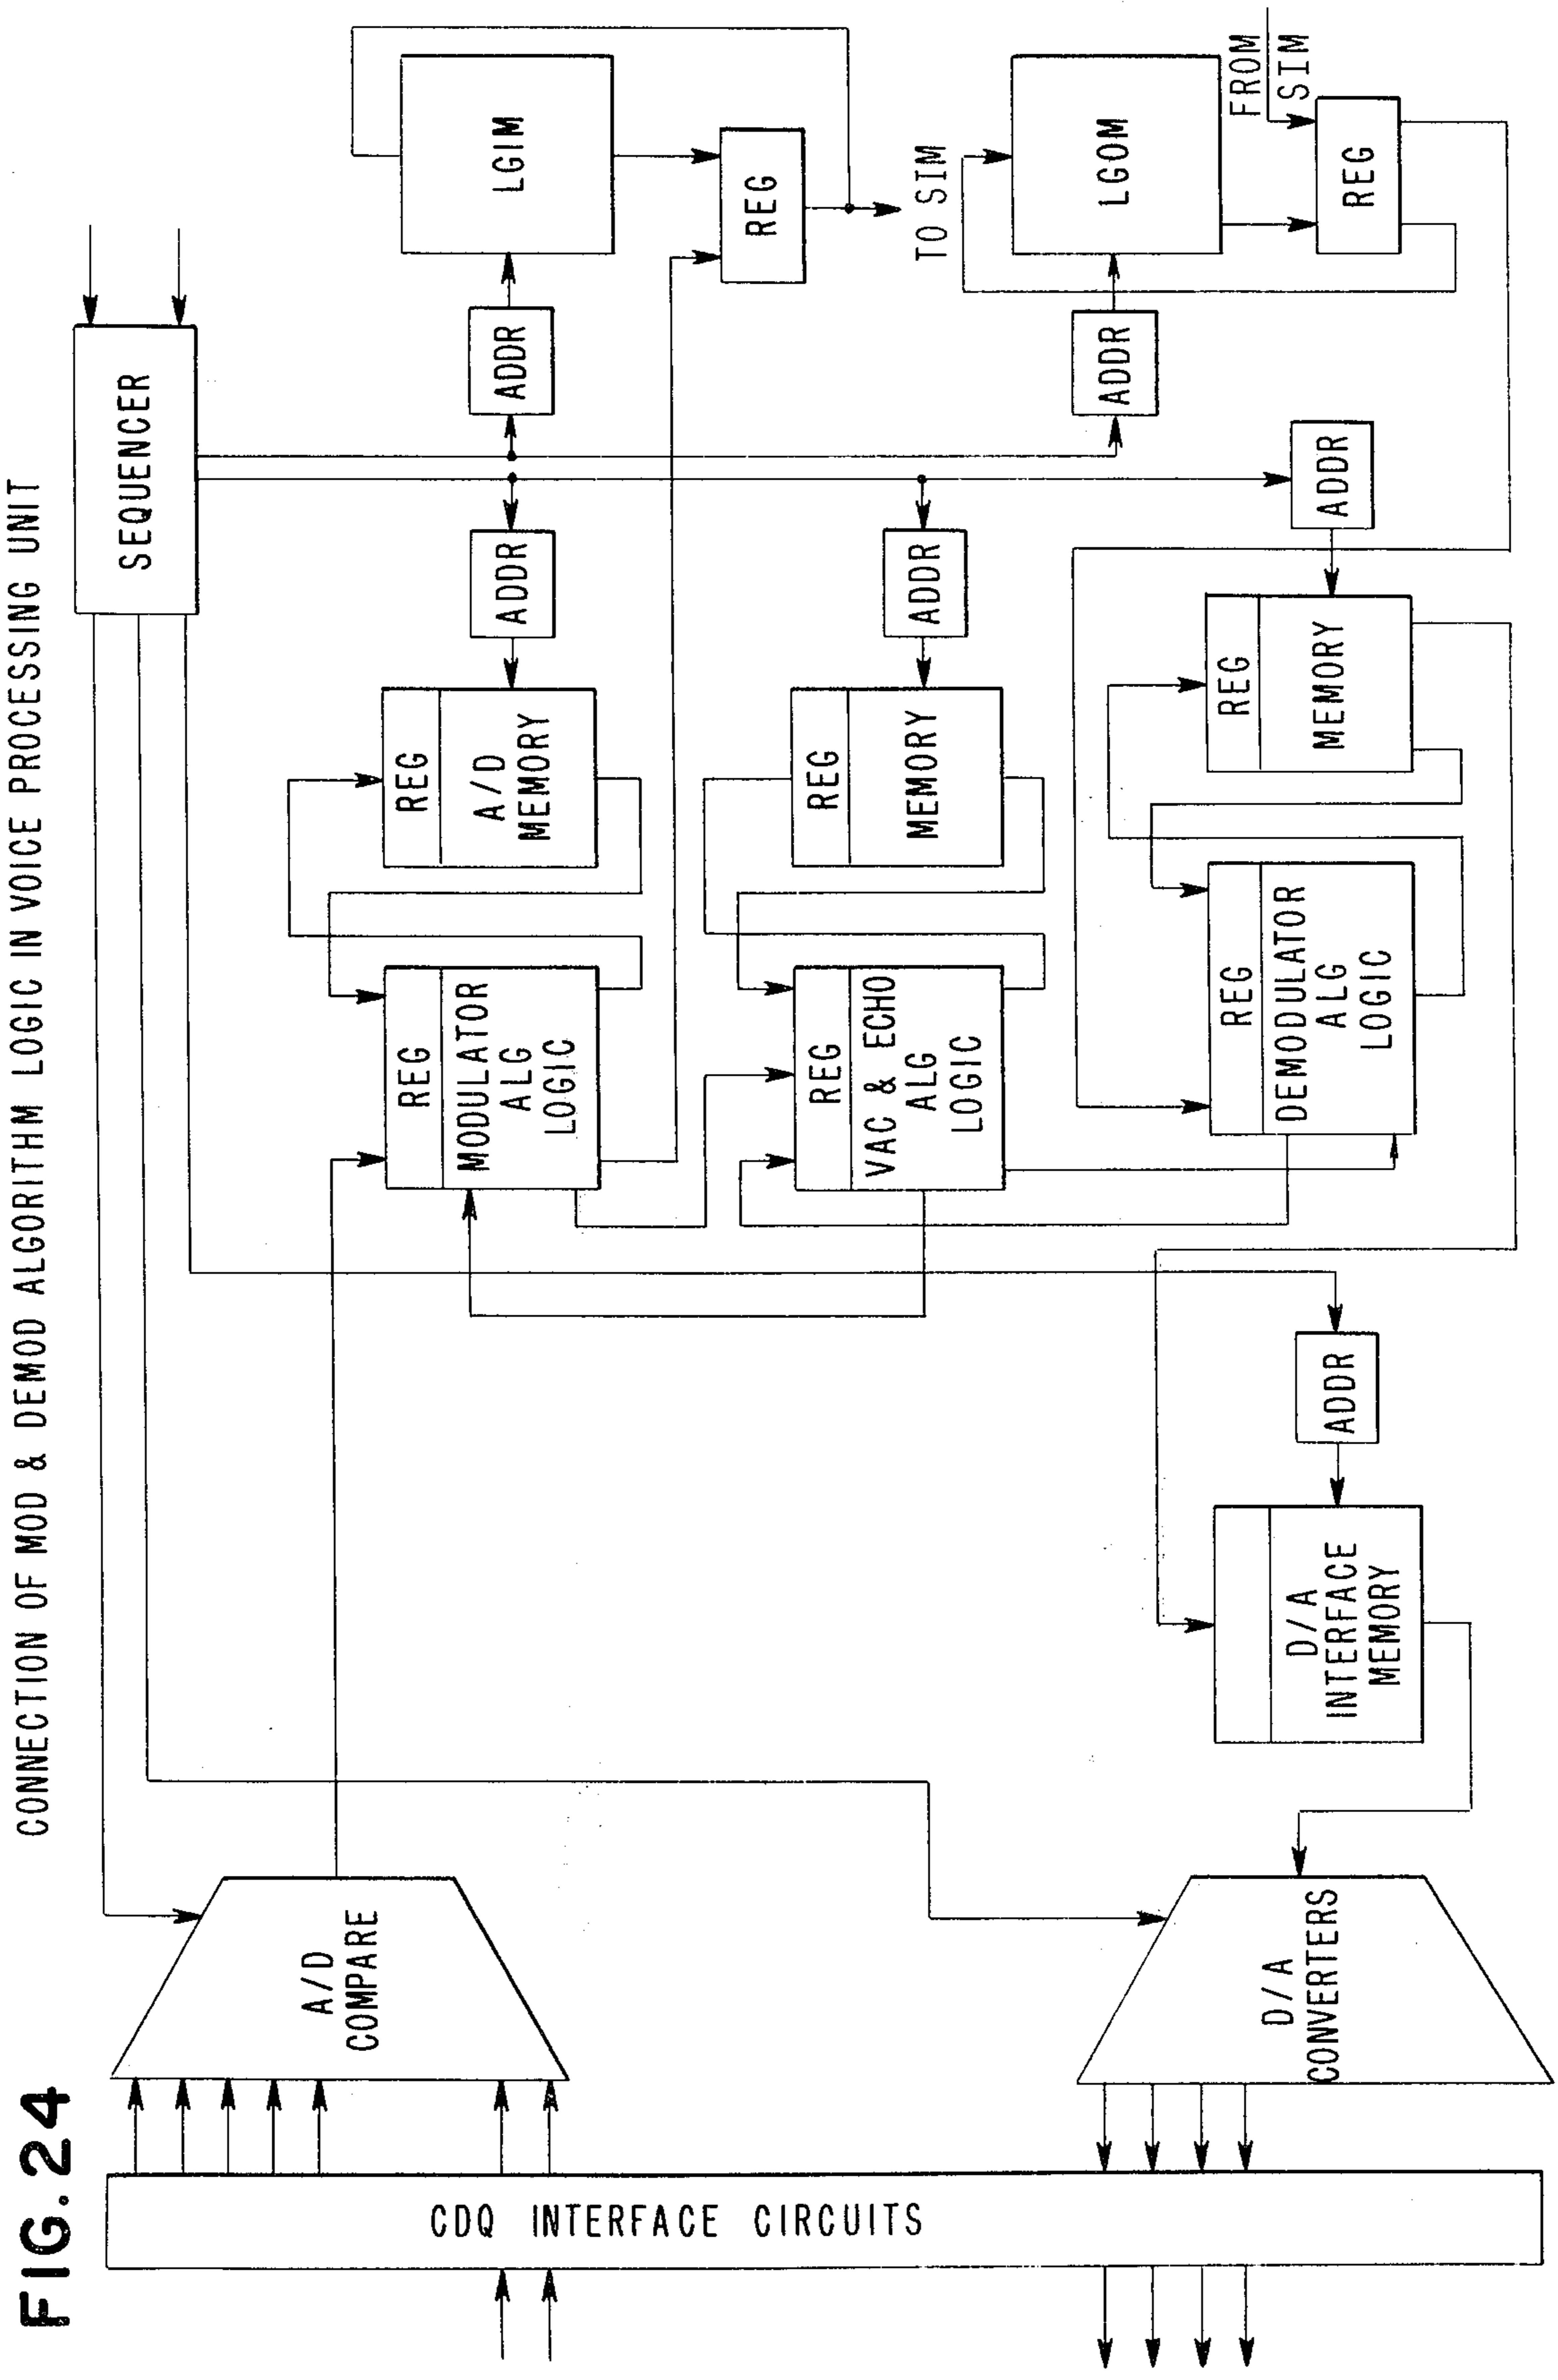 FIG. 24
CONNECTION OF MOD & DEMOD ALGORITHM LOGIC IN VOICE PROCESSING UNIT
SEQUENCER
CDQ INTERFACE CIRCUITS
A/D
COMPARE
REG
MODULATOR
ALG
LOGIC
REG
A/D
MEMORY
ADDR
ADDR
LGIM
REG
TO SIM
REG
VAC & ECHO
ALG
LOGIC
REG
MEMORY
ADDR
ADDR
LGOM
FROM
SIM
REG
D/A
CONVERTERS
D/A
INTERFACE
MEMORY
ADDR
REG
DEMODULATOR
ALG
LOGIC
REG
MEMORY
ADDR